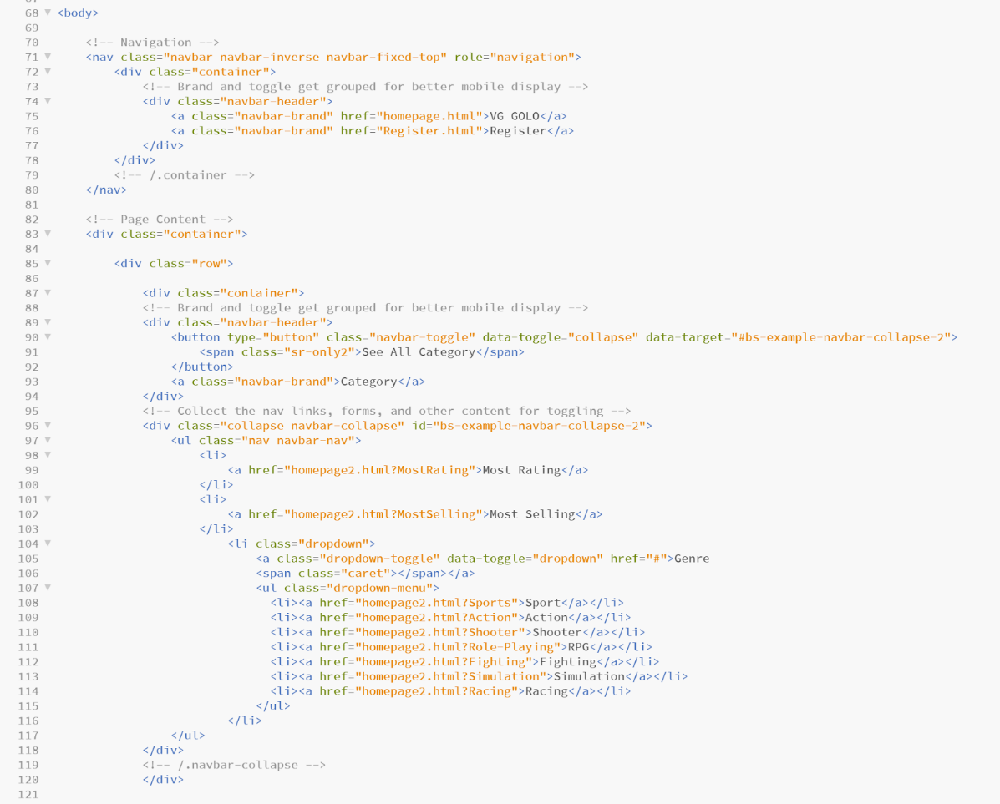 68 <body>
69
70     <!-- Navigation -->
71     <nav class="navbar navbar-inverse navbar-fixed-top" role="navigation">
72         <div class="container">
73             <!-- Brand and toggle get grouped for better mobile display -->
74             <div class="navbar-header">
75                 <a class="navbar-brand" href="homepage.html">VG GOLO</a>
76                 <a class="navbar-brand" href="Register.html">Register</a>
77             </div>
78         </div>
79         <!-- /.container -->
80     </nav>
81
82     <!-- Page Content -->
83     <div class="container">
84
85         <div class="row">
86
87             <div class="container">
88             <!-- Brand and toggle get grouped for better mobile display -->
89             <div class="navbar-header">
90                 <button type="button" class="navbar-toggle" data-toggle="collapse" data-target="#bs-example-navbar-collapse-2">
91                     <span class="sr-only2">See All Category</span>
92                 </button>
93                 <a class="navbar-brand">Category</a>
94             </div>
95             <!-- Collect the nav links, forms, and other content for toggling -->
96             <div class="collapse navbar-collapse" id="bs-example-navbar-collapse-2">
97                 <ul class="nav navbar-nav">
98                     <li>
99                         <a href="homepage2.html?MostRating">Most Rating</a>
100                     </li>
101                     <li>
102                         <a href="homepage2.html?MostSelling">Most Selling</a>
103                     </li>
104                         <li class="dropdown">
105                             <a class="dropdown-toggle" data-toggle="dropdown" href="#">Genre
106                             <span class="caret"></span></a>
107                             <ul class="dropdown-menu">
108                               <li><a href="homepage2.html?Sports">Sport</a></li>
109                               <li><a href="homepage2.html?Action">Action</a></li>
110                               <li><a href="homepage2.html?Shooter">Shooter</a></li>
111                               <li><a href="homepage2.html?Role-Playing">RPG</a></li>
112                               <li><a href="homepage2.html?Fighting">Fighting</a></li>
113                               <li><a href="homepage2.html?Simulation">Simulation</a></li>
114                               <li><a href="homepage2.html?Racing">Racing</a></li>
115                             </ul>
116                         </li>
117                 </ul>
118             </div>
119             <!-- /.navbar-collapse -->
120             </div>
121